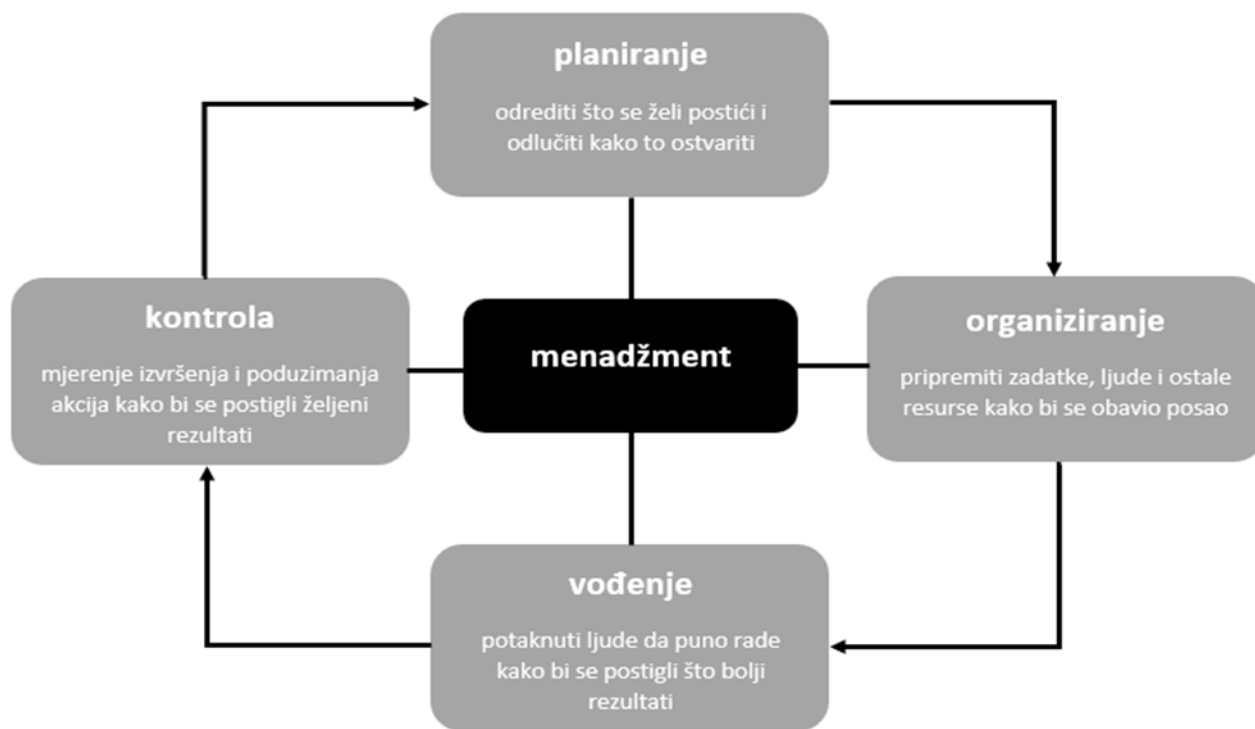 planiranje
odrediti što se želi postići i
odlučiti kako to ostvariti
kontrola
mjerenje izvršenja i poduzimanja
akcija kako bi se postigli željeni
rezultati
menadžment
organiziranje
pripremiti zadatke, ljude i ostale
resurse kako bi se obavio posao
vođenje
potaknuti ljude da puno rade
kako bi se postigli što bolji
rezultati